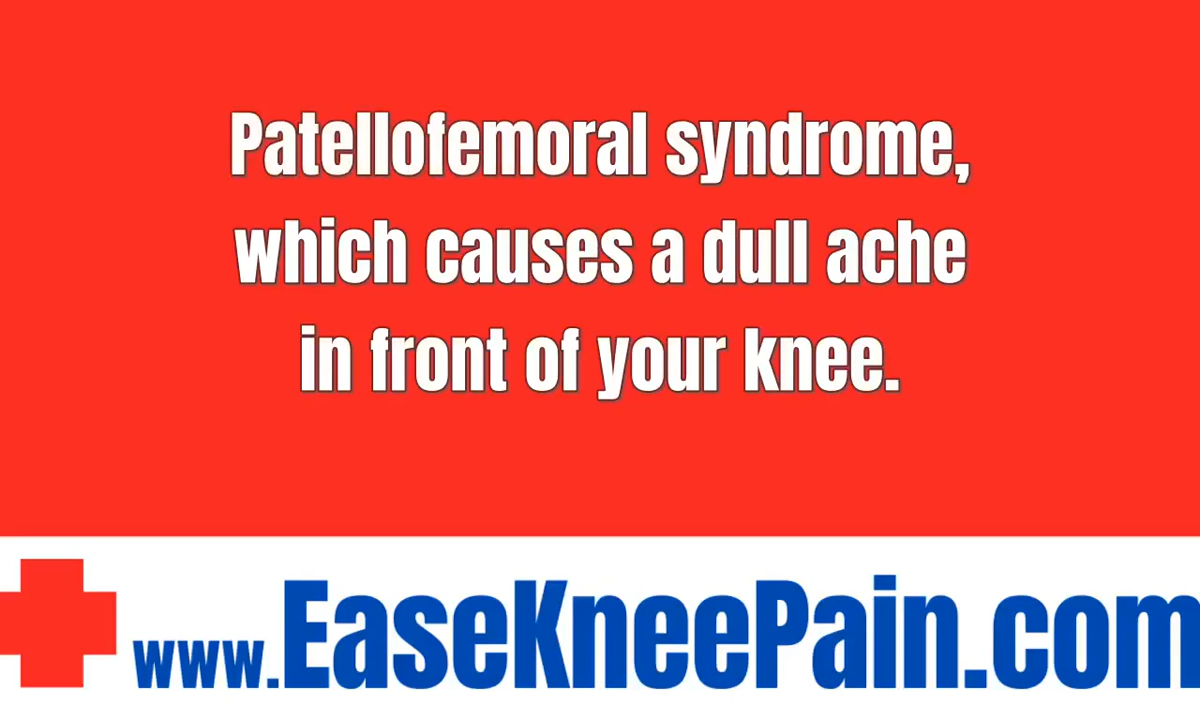 Patellofemoral syndrome,
which causes a dull ache
in front of your knee.
www.EaseKneePain.com